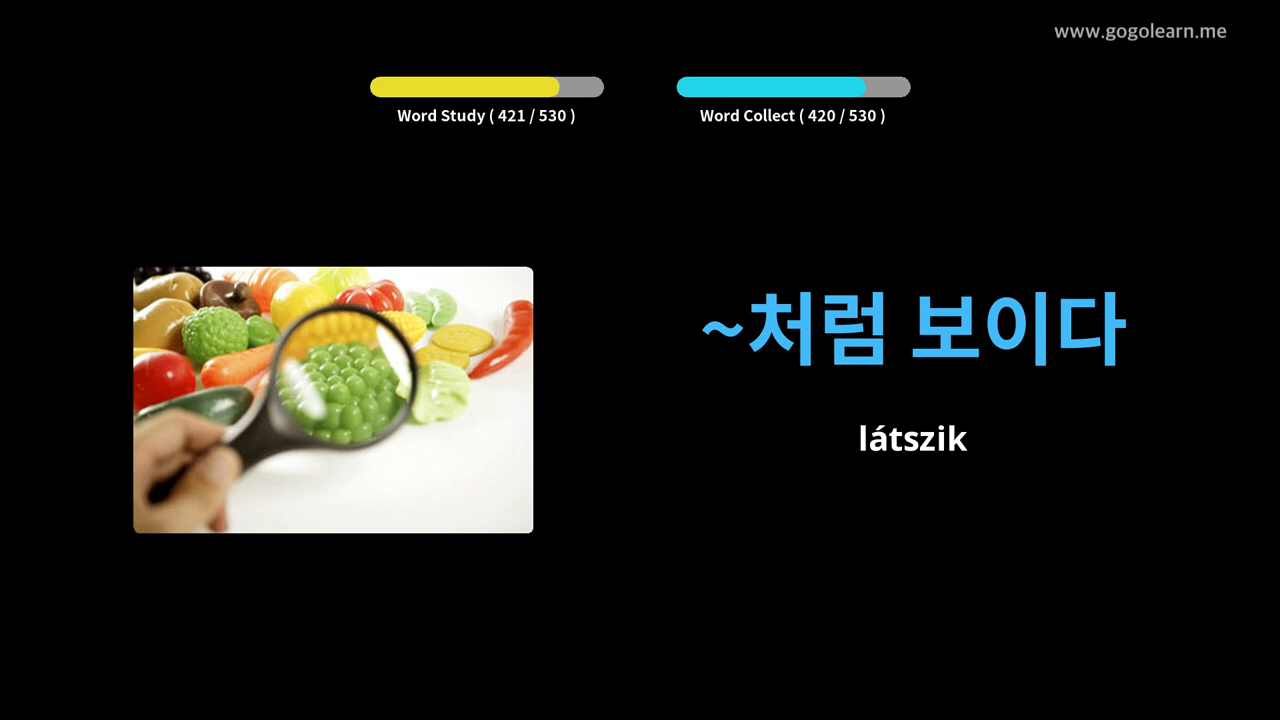 www.gogolearn.me
Word Study ( 421 / 530 )
Word Collect ( 420 / 530 )
~처럼 보이다
látszik